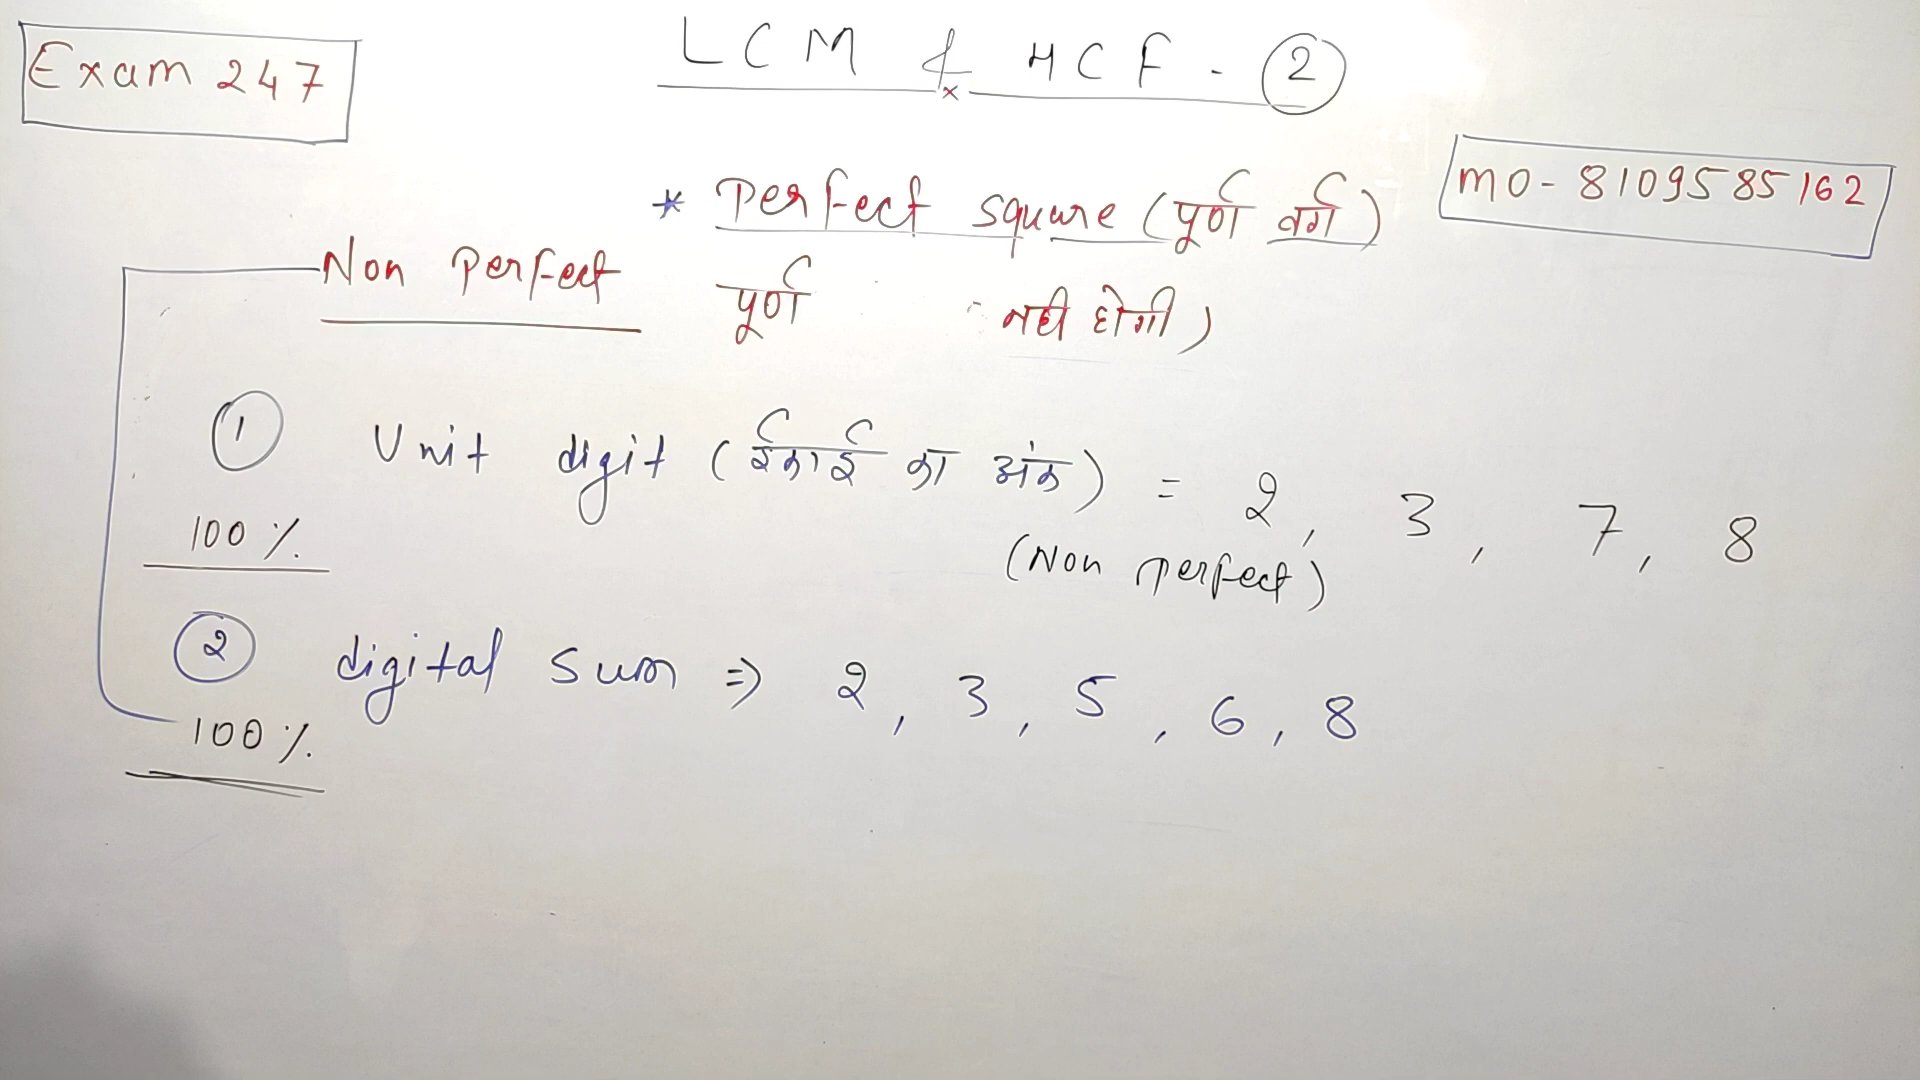 LCM & HCF - 2
Exam 247
mo- 8109585162
* Perfect square (पूर्ण वर्ग)
Non Perfect पूर्ण नही होगी)
1 Unit digit (ईकाई का अंक) = 2, 3, 7, 8
100 % (Non perfect)
2 digital sum => 2, 3, 5, 6, 8
100 %